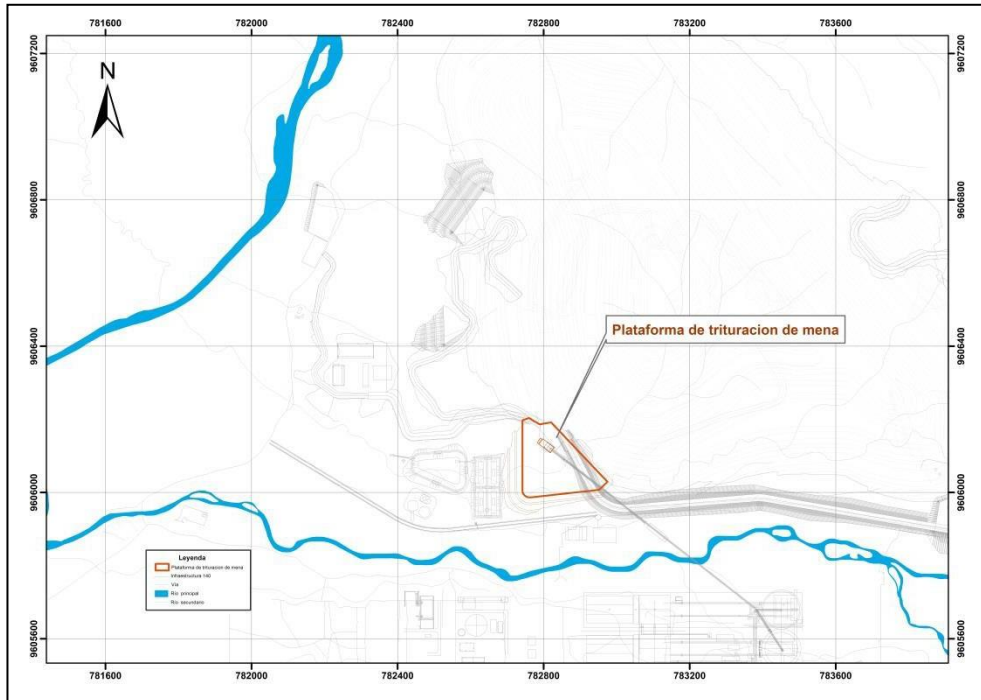 781600 782000 782400 782800 783200 783600
9607200 9607200
N
9606800 9606800
9606400 9606400
Plataforma de trituracion de mena
9606000 9606000
Leyenda
Plataforma de trituracion de mena
Infraestructura 140
Vía
Río principal
Río secundario
9605600 9605600
781600 782000 782400 782800 783200 783600